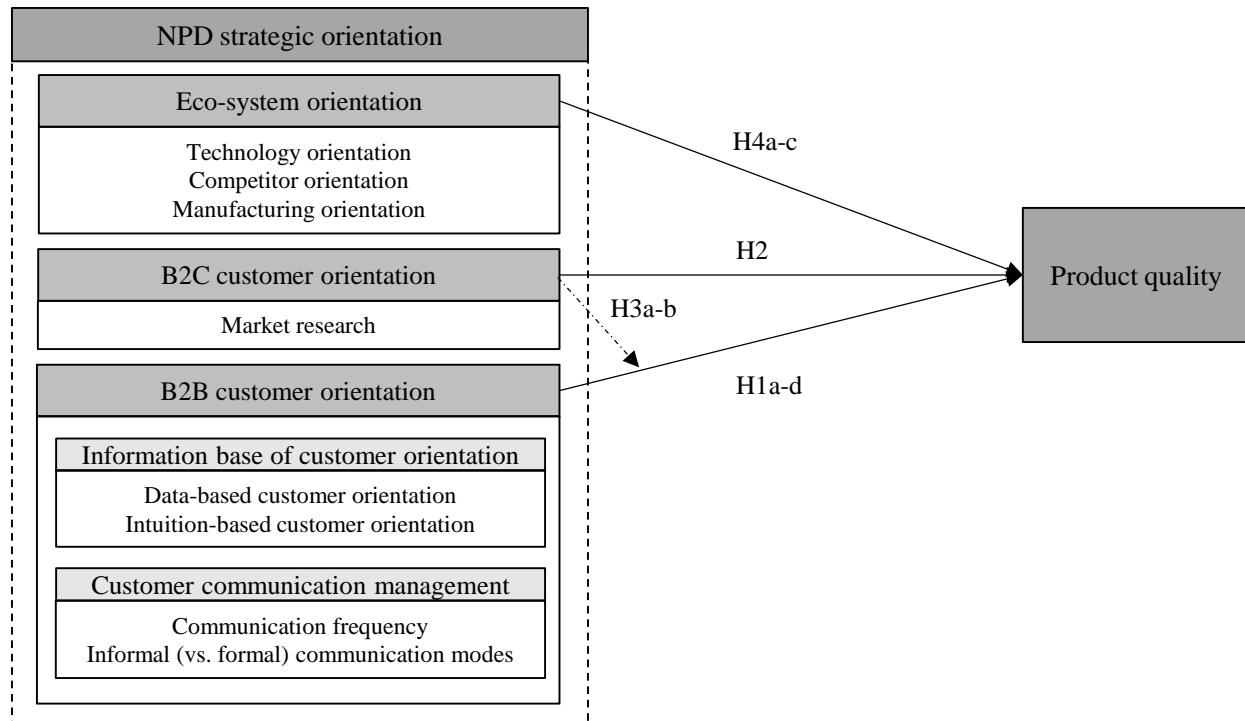 NPD strategic orientation
Eco-system orientation
Technology orientation
Competitor orientation
Manufacturing orientation
B2C customer orientation
Market research
B2B customer orientation
Information base of customer orientation
Data-based customer orientation
Intuition-based customer orientation
Customer communication management
Communication frequency
Informal (vs. formal) communication modes
H4a-c
H2
H3a-b
H1a-d
Product quality